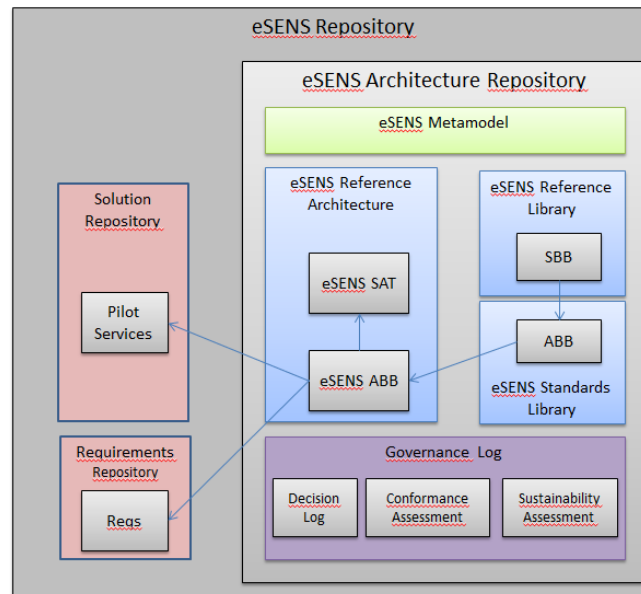 eSENS Repository
eSENS Architecture Repository
eSENS Metamodel
Solution
Repository
Pilot
Services
Requirements
Repository
Reqs
eSENS Reference
Architecture
eSENS SAT
eSENS ABB
eSENS Reference
Library
SBB
ABB
eSENS Standards
Library
Governance Log
Decision
Log
Conformance
Assessment
Sustainability
Assessment